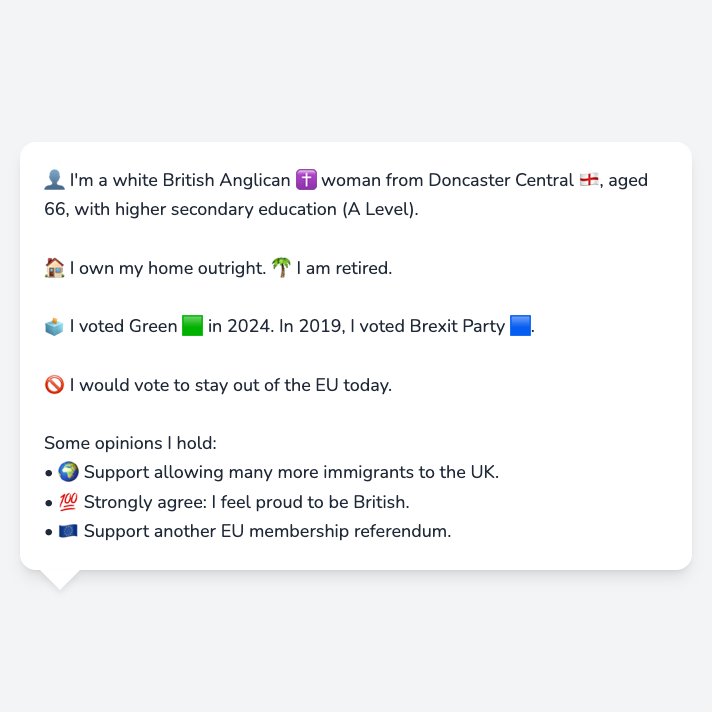 👤 I'm a white British Anglican ✝️ woman from Doncaster Central 🏴󠁧󠁢󠁥󠁮󠁧󠁿, aged
66, with higher secondary education (A Level).
🏠 I own my home outright. 🌴 I am retired.
🗳️ I voted Green 🟩 in 2024. In 2019, I voted Brexit Party 🟦.
🚫 I would vote to stay out of the EU today.
Some opinions I hold:
• 🌍 Support allowing many more immigrants to the UK.
• 💯 Strongly agree: I feel proud to be British.
• 🇪🇺 Support another EU membership referendum.